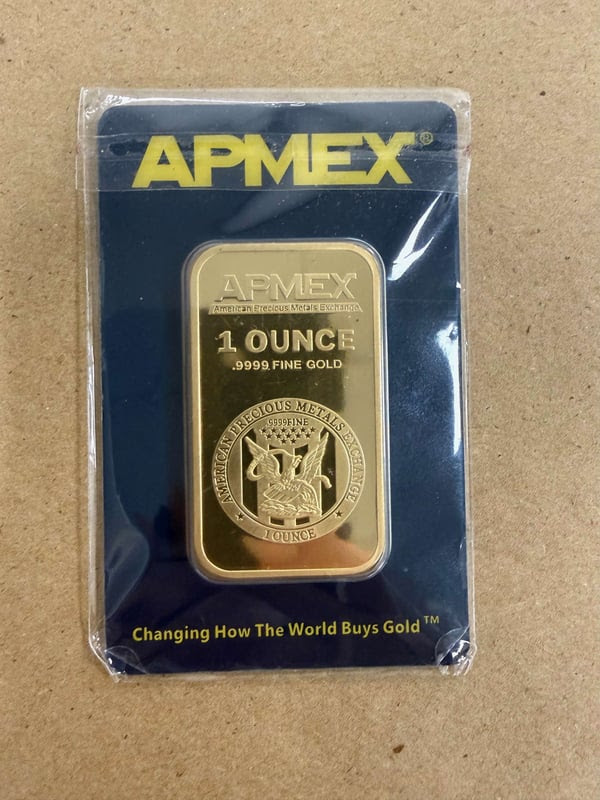 APMEX®
APMEX
American Precious Metals Exchange
1 OUNCE
.9999 FINE GOLD
AMERICAN PRECIOUS METALS EXCHANGE
.9999 FINE
1 OUNCE
Changing How The World Buys Gold™